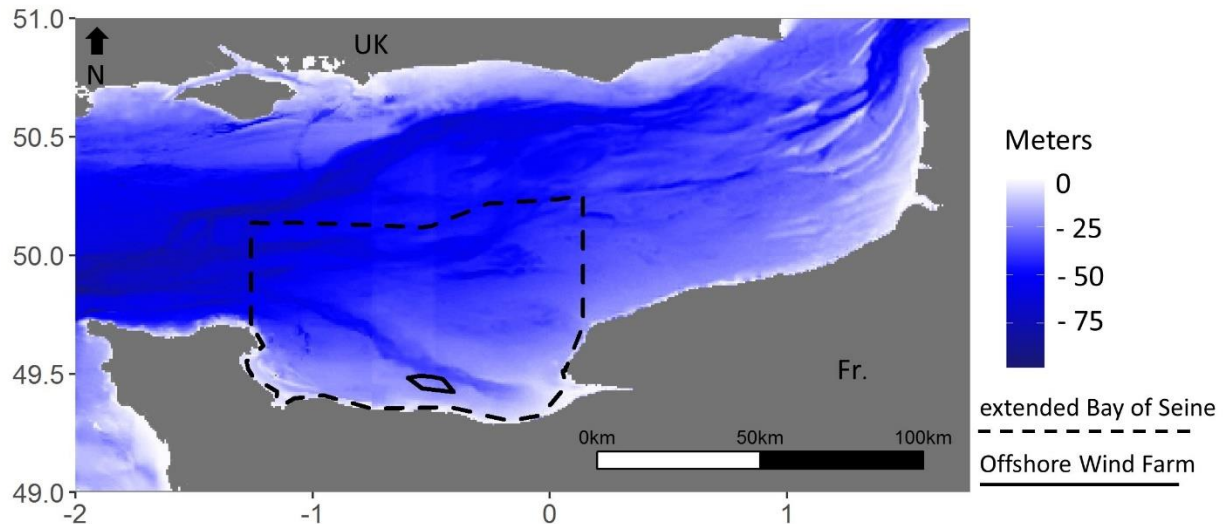 51.0
50.5
50.0
49.5
49.0
-2
-1
0
1
N
UK
Fr.
0km
50km
100km
Meters
0
- 25
- 50
- 75
extended Bay of Seine
Offshore Wind Farm